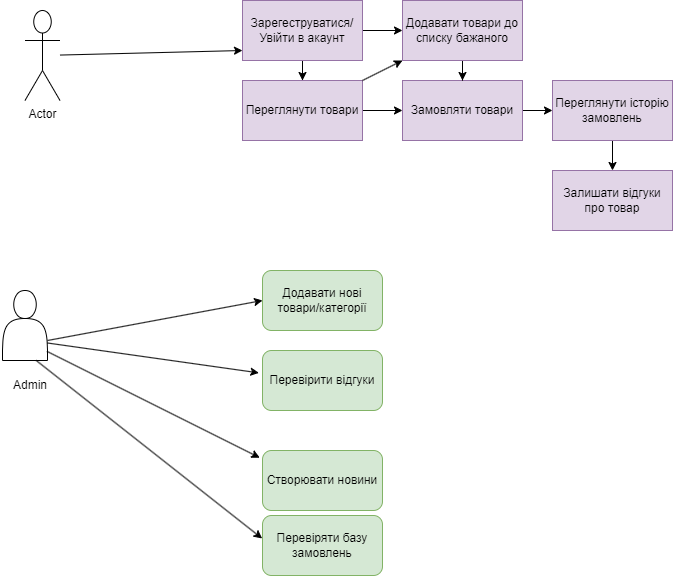 Зарегеструватися/
Увійти в акаунт
Додавати товари до
списку бажаного
Actor
Переглянути товари
Замовляти товари
Переглянути історію
замовлень
Залишати відгуки
про товар
Додавати нові
товари/категорії
Admin
Перевірити відгуки
Створювати новини
Перевіряти базу
замовлень